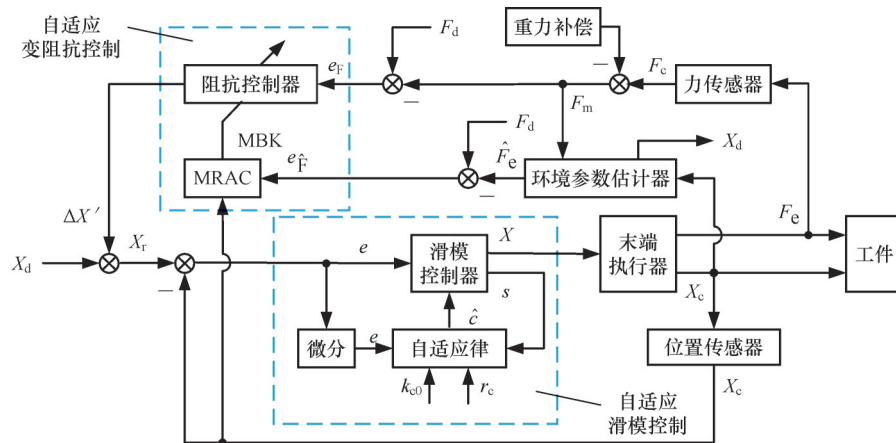 自适应
变阻抗控制
F_d
重力补偿
阻抗控制器
e_F
−
−
F_c
力传感器
F_m
MBK
F_d
X_d
MRAC
e_F̂
−
F̂_e
环境参数估计器
ΔX′
F_e
X_d
X_r
−
e
滑模
控制器
X
s
末端
执行器
X_c
工件
微分
e
ĉ
自适应律
位置传感器
k_c0
r_c
X_c
自适应
滑模控制